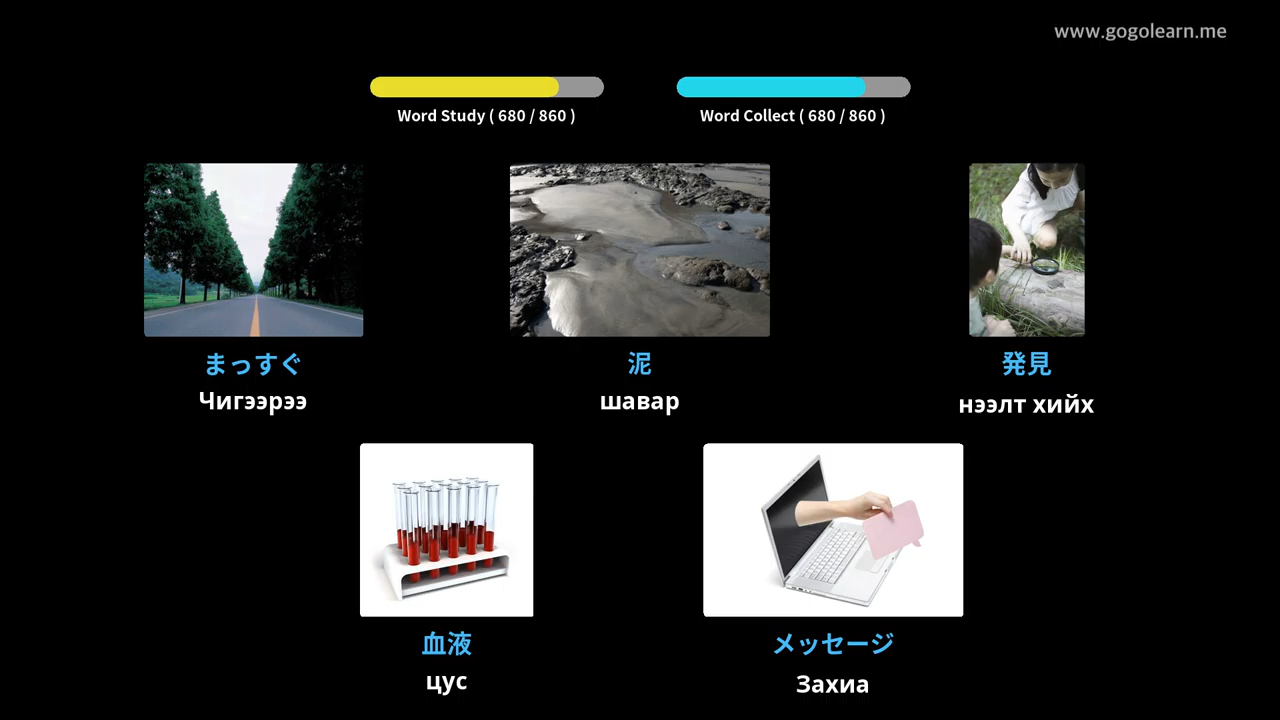 www.gogolearn.me
Word Study ( 680 / 860 )
Word Collect ( 680 / 860 )
まっすぐ
Чигээрээ
泥
шавар
発見
нээлт хийх
血液
цус
メッセージ
Захиа